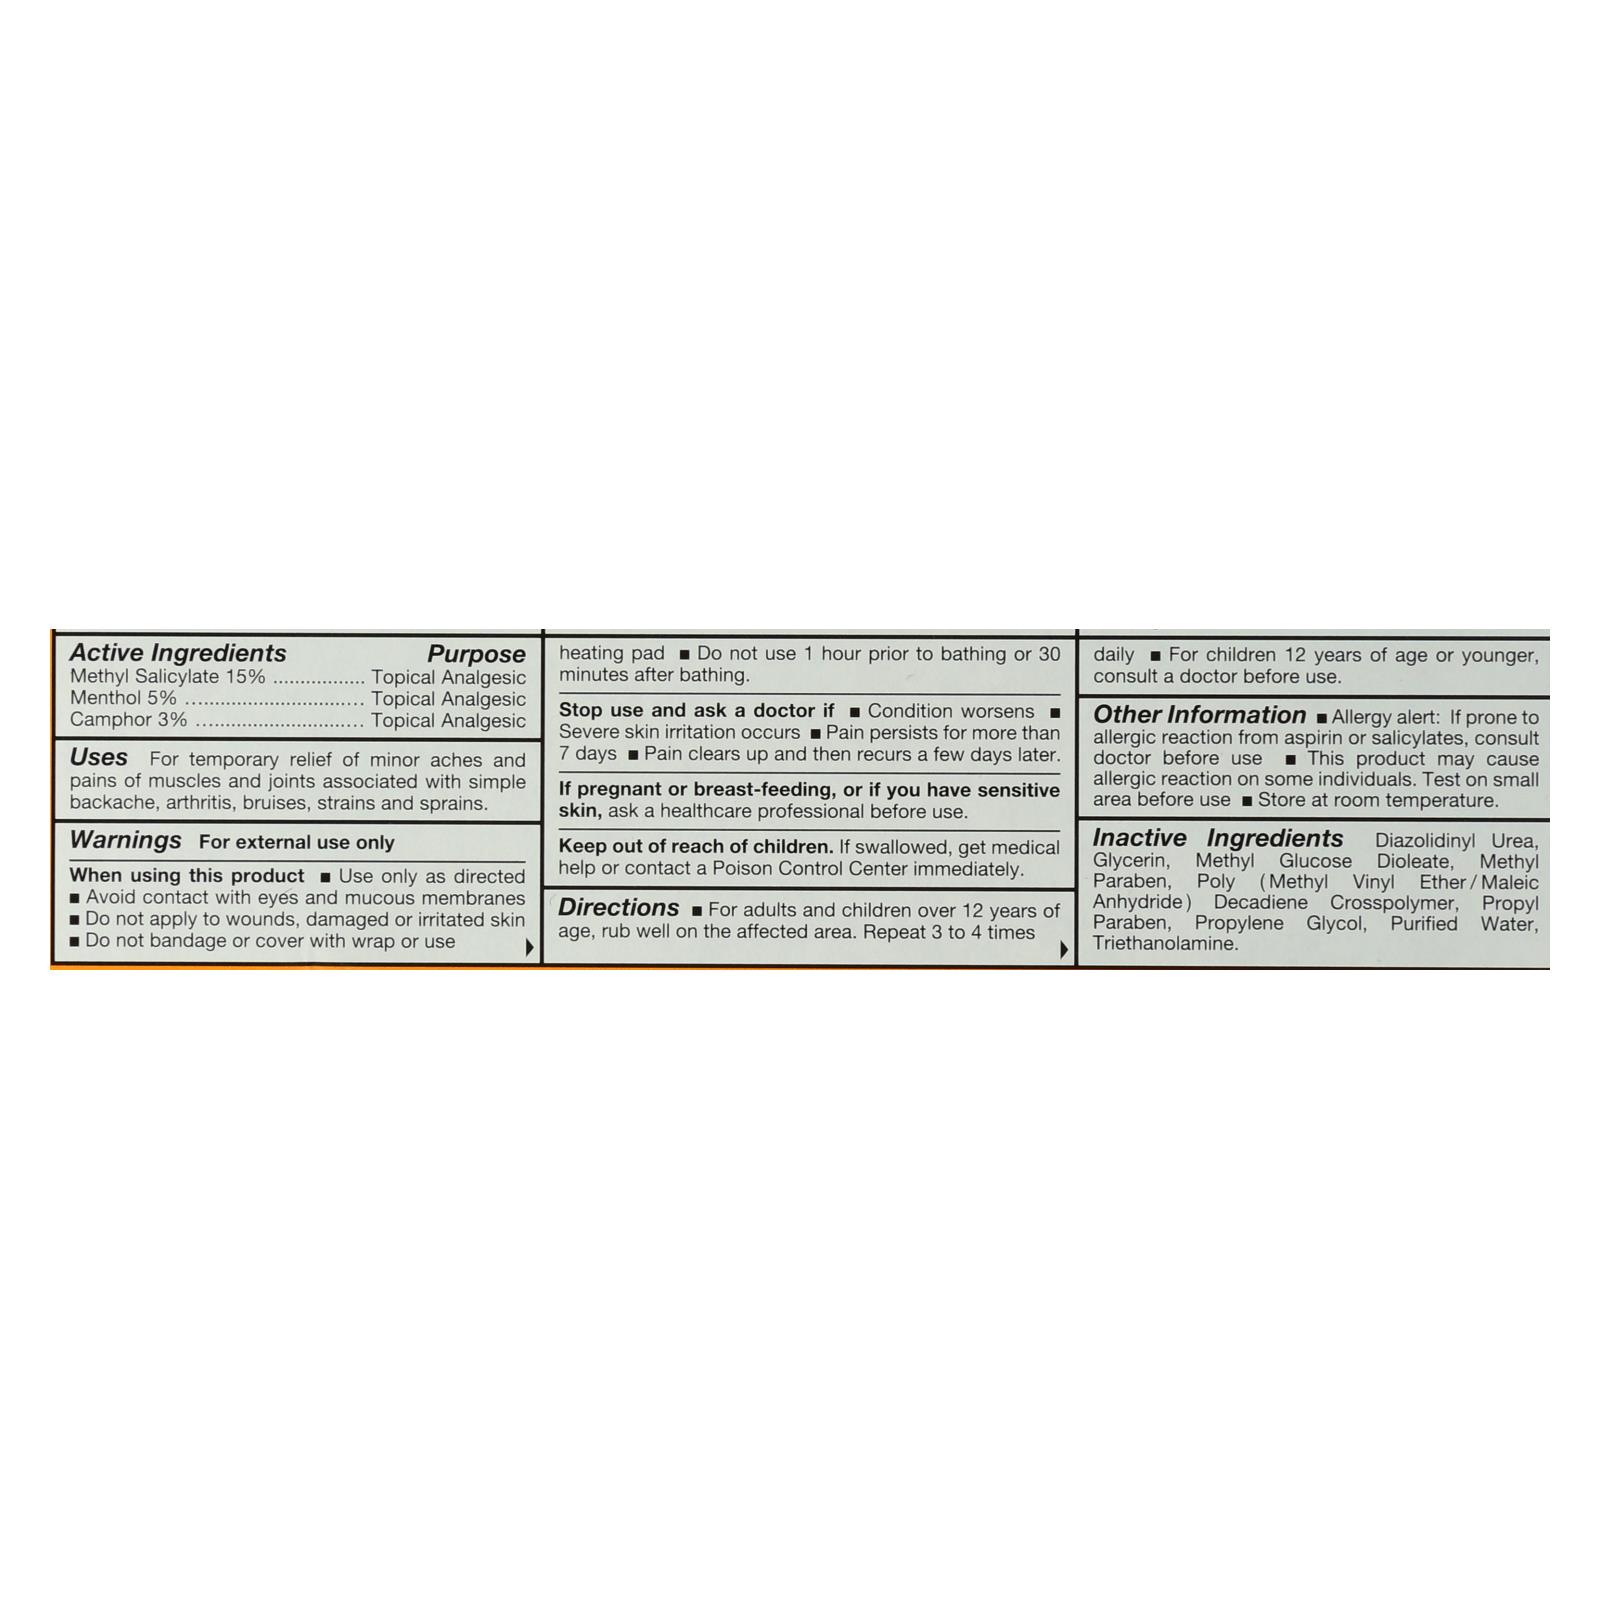 Active Ingredients Purpose
Methyl Salicylate 15% ................. Topical Analgesic
Menthol 5% ................................. Topical Analgesic
Camphor 3% ............................... Topical Analgesic
Uses For temporary relief of minor aches and
pains of muscles and joints associated with simple
backache, arthritis, bruises, strains and sprains.
Warnings For external use only
When using this product ■ Use only as directed
■ Avoid contact with eyes and mucous membranes
■ Do not apply to wounds, damaged or irritated skin
■ Do not bandage or cover with wrap or use
heating pad ■ Do not use 1 hour prior to bathing or 30
minutes after bathing.
Stop use and ask a doctor if ■ Condition worsens ■
Severe skin irritation occurs ■ Pain persists for more than
7 days ■ Pain clears up and then recurs a few days later.
If pregnant or breast-feeding, or if you have sensitive
skin, ask a healthcare professional before use.
Keep out of reach of children. If swallowed, get medical
help or contact a Poison Control Center immediately.
Directions ■ For adults and children over 12 years of
age, rub well on the affected area. Repeat 3 to 4 times
daily ■ For children 12 years of age or younger,
consult a doctor before use.
Other Information ■ Allergy alert: If prone to
allergic reaction from aspirin or salicylates, consult
doctor before use ■ This product may cause
allergic reaction on some individuals. Test on small
area before use ■ Store at room temperature.
Inactive Ingredients Diazolidinyl Urea,
Glycerin, Methyl Glucose Dioleate, Methyl
Paraben, Poly (Methyl Vinyl Ether/Maleic
Anhydride) Decadiene Crosspolymer, Propyl
Paraben, Propylene Glycol, Purified Water,
Triethanolamine.